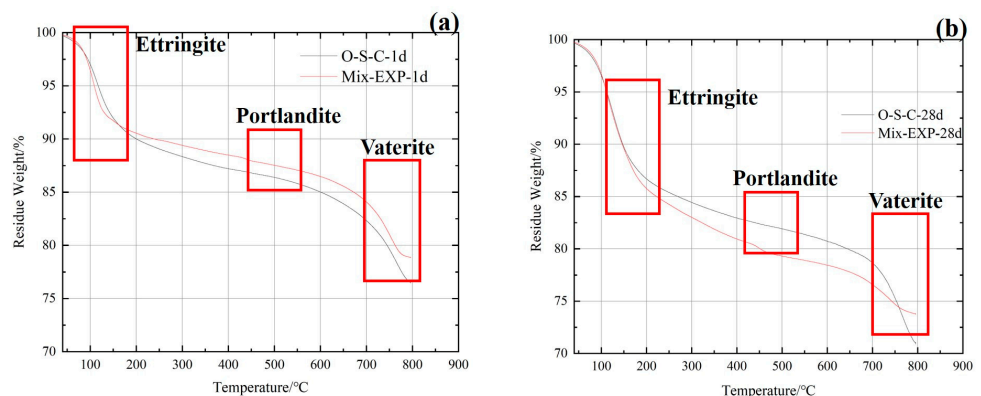 (a)
Ettringite
O-S-C-1d
Mix-EXP-1d
Portlandite
Vaterite
Residue Weight/%
100
95
90
85
80
75
70
100 200 300 400 500 600 700 800 900
Temperature/°C
(b)
Ettringite
O-S-C-28d
Mix-EXP-28d
Portlandite
Vaterite
Residue Weight/%
100
95
90
85
80
75
70
100 200 300 400 500 600 700 800 900
Temperature/°C